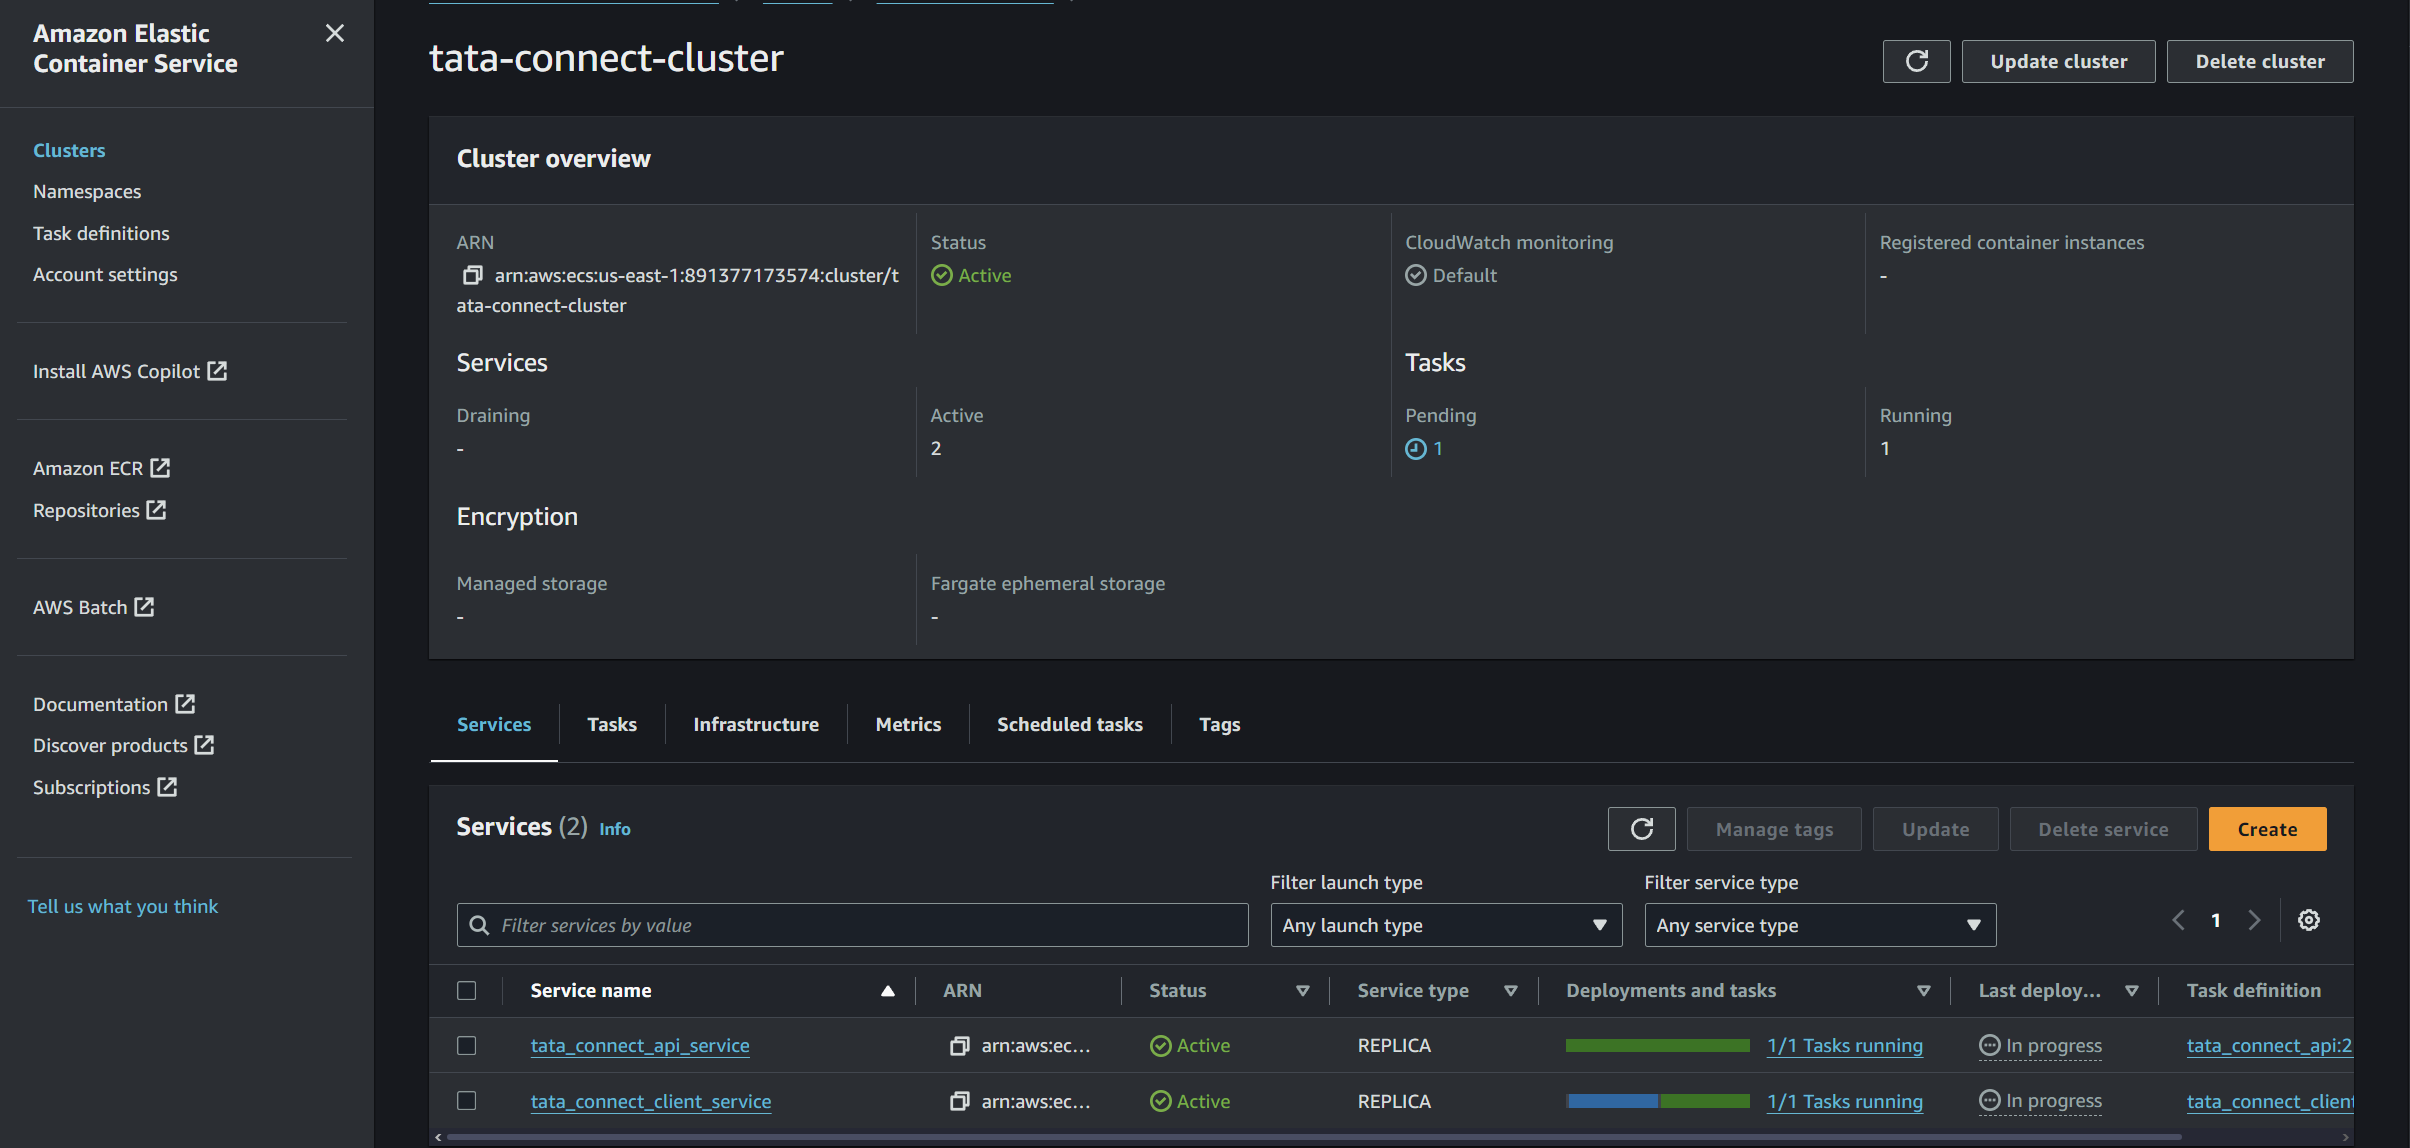 Amazon Elastic
Container Service
Clusters
Namespaces
Task definitions
Account settings
Install AWS Copilot
Amazon ECR
Repositories
AWS Batch
Documentation
Discover products
Subscriptions
Tell us what you think
tata-connect-cluster
Update cluster
Delete cluster
Cluster overview
ARN
arn:aws:ecs:us-east-1:891377173574:cluster/t
ata-connect-cluster
Status
Active
CloudWatch monitoring
Default
Registered container instances
-
Services
Tasks
Draining
-
Active
2
Pending
1
Running
1
Encryption
Managed storage
-
Fargate ephemeral storage
-
Services Tasks Infrastructure Metrics Scheduled tasks Tags
Services (2) Info
Manage tags Update Delete service Create
Filter launch type
Filter service type
Filter services by value
Any launch type
Any service type
1
Service name ARN Status Service type Deployments and tasks Last deploy... Task definition
tata_connect_api_service arn:aws:ec... Active REPLICA 1/1 Tasks running In progress tata_connect_api:2
tata_connect_client_service arn:aws:ec... Active REPLICA 1/1 Tasks running In progress tata_connect_client